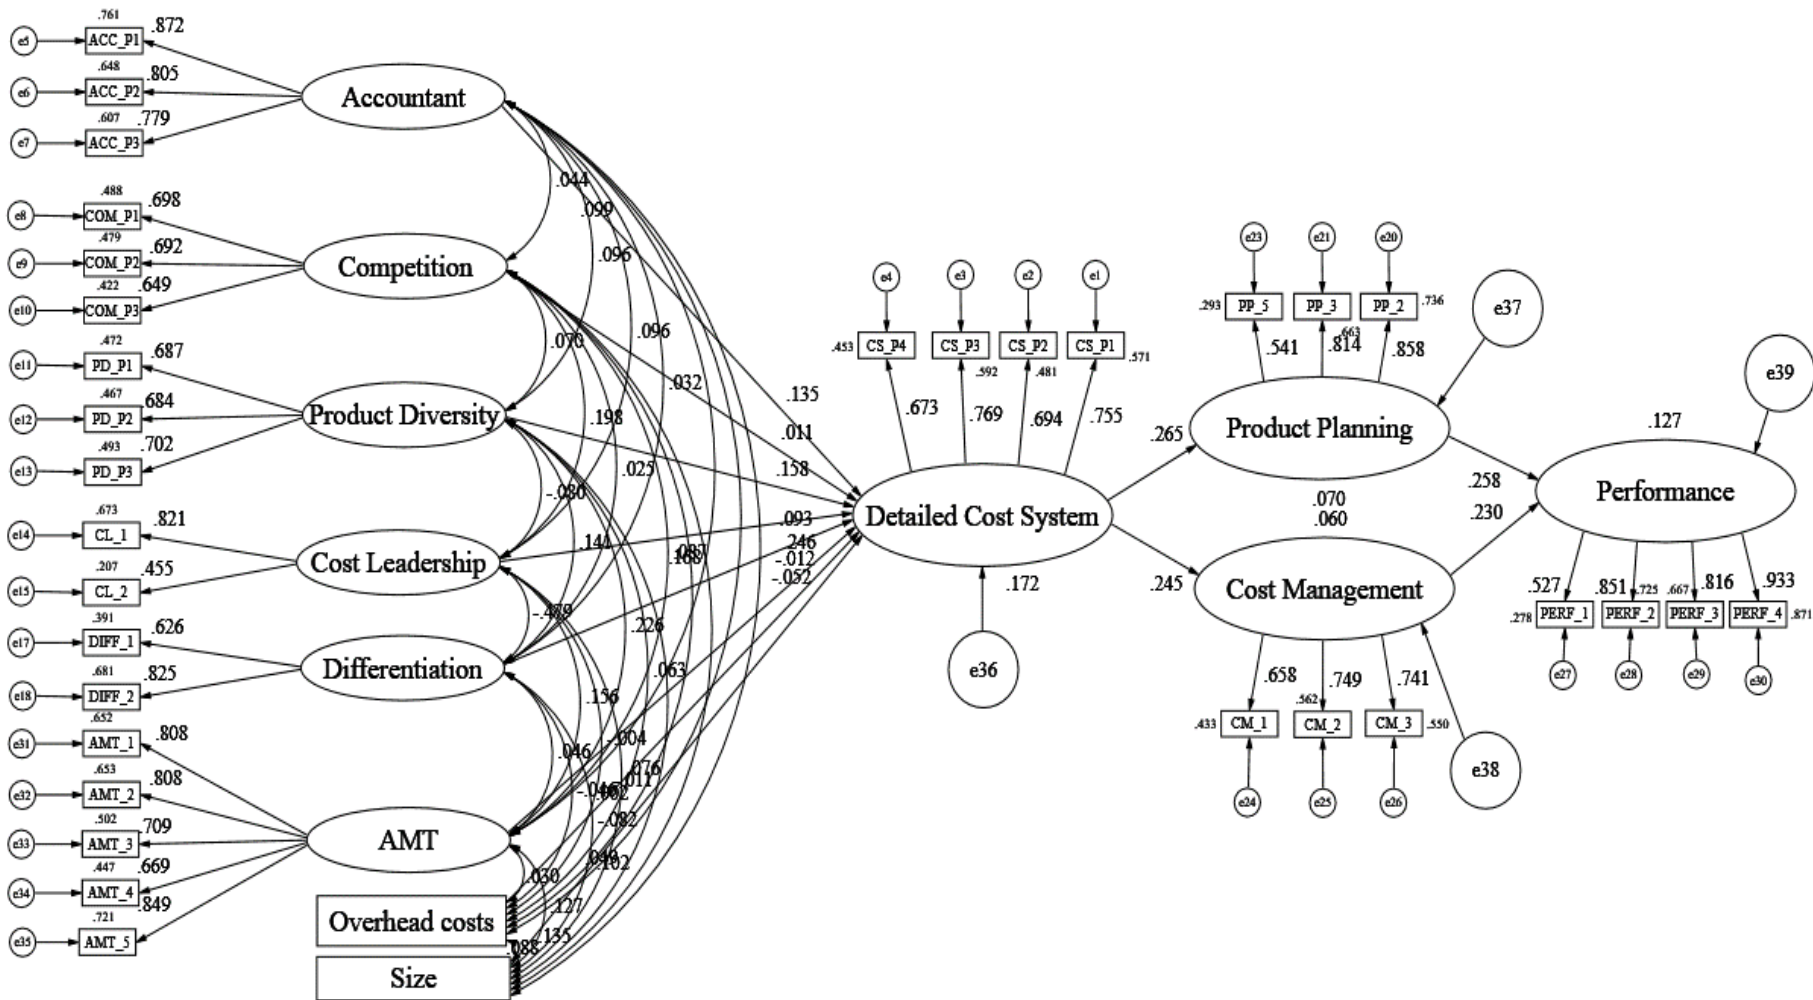 .761
.872
e5
ACC_P1
.648
.805
e6
ACC_P2
.607
.779
e7
ACC_P3
Accountant
.488
.698
e8
COM_P1
.479
.692
e9
COM_P2
.422
.649
e10
COM_P3
Competition
.472
.687
e11
PD_P1
.467
.684
e12
PD_P2
.493
.702
e13
PD_P3
Product Diversity
.673
.821
e14
CL_1
.207
.455
e15
CL_2
Cost Leadership
.391
.626
e17
DIFF_1
.681
.825
e18
DIFF_2
Differentiation
.652
.808
e31
AMT_1
.653
.808
e32
AMT_2
.502
.709
e33
AMT_3
.447
.669
e34
AMT_4
.721
.849
e35
AMT_5
AMT
Overhead costs
Size
.044
.099
.096
.096
.070
.032
.198
.025
-.080
.141
-.479
.226
.063
.156
-.004
.046
.076
.011
-.082
.102
.030
.127
.135
.088
.135
.011
.158
.093
.246
-.012
-.052
e4
e3
e2
e1
.453
CS_P4
CS_P3
CS_P2
CS_P1
.571
.592
.481
.673
.769
.694
.755
Detailed Cost System
.172
e36
.265
.245
e23
e21
e20
.293
PP_5
PP_3
PP_2
.736
.663
.541
.814
.858
e37
Product Planning
.070
.060
Cost Management
.658
.749
.741
.433
CM_1
.562
CM_2
CM_3
.550
e24
e25
e26
e38
.258
.230
e39
.127
Performance
.527
.851
.725
.667
.816
.933
.278
PERF_1
PERF_2
PERF_3
PERF_4
.871
e27
e28
e29
e30